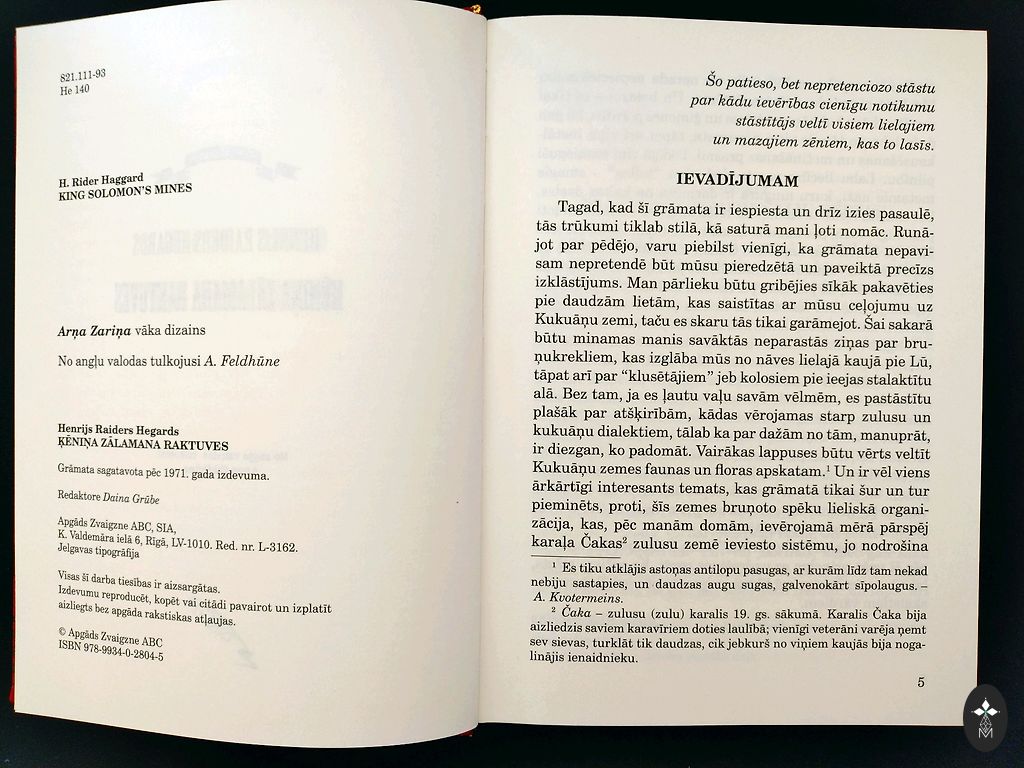 821.111-93
He 140
H. Rider Haggard
KING SOLOMON'S MINES
Arņa Zariņa vāka dizains
No angļu valodas tulkojusi A. Feldhūne
Henrijs Raiders Hegards
ĶĒNIŅA ZĀLAMANA RAKTUVES
Grāmata sagatavota pēc 1971. gada izdevuma.
Redaktore Daina Grūbe
Apgāds Zvaigzne ABC, SIA,
K. Valdemāra ielā 6, Rīgā, LV-1010. Red. nr. L-3162.
Jelgavas tipogrāfija
Visas šī darba tiesības ir aizsargātas.
Izdevumu reproducēt, kopēt vai citādi pavairot un izplatīt
aizliegts bez apgāda rakstiskas atļaujas.
© Apgāds Zvaigzne ABC
ISBN 978-9934-0-2804-5
Šo patieso, bet nepretenciozo stāstu
par kādu ievērības cienīgu notikumu
stāstītājs veltī visiem lielajiem
un mazajiem zēniem, kas to lasīs.
IEVADĪJUMAM
Tagad, kad šī grāmata ir iespiesta un drīz izies pasaulē,
tās trūkumi tiklab stilā, kā saturā mani ļoti nomāc. Runā-
jot par pēdējo, varu piebilst vienīgi, ka grāmata nepavi-
sam nepretendē būt mūsu pieredzētā un paveiktā precīzs
izklāstījums. Man pārlieku būtu gribējies sīkāk pakavēties
pie daudzām lietām, kas saistītas ar mūsu ceļojumu uz
Kukuāņu zemi, taču es skaru tās tikai garāmejot. Šai sakarā
būtu minamas manis savāktās neparastās ziņas par bru-
ņukrekliem, kas izglāba mūs no nāves lielajā kaujā pie Lū,
tāpat arī par “klusētājiem” jeb kolosiem pie ieejas stalaktītu
alā. Bez tam, ja es ļautu vaļu savām vēlmēm, es pastāstītu
plašāk par atšķirībām, kādas vērojamas starp zulusu un
kukuāņu dialektiem, tālab ka par dažām no tām, manuprāt,
ir diezgan, ko padomāt. Vairākas lappuses būtu vērts veltīt
Kukuāņu zemes faunas un floras apskatam.¹ Un ir vēl viens
ārkārtīgi interesants temats, kas grāmatā tikai šur un tur
pieminēts, proti, šīs zemes bruņoto spēku lieliskā organi-
zācija, kas, pēc manām domām, ievērojamā mērā pārspēj
karaļa Čakas² zulusu zemē ieviesto sistēmu, jo nodrošina
¹ Es tiku atklājis astoņas antilopu pasugas, ar kurām līdz tam nekad
nebiju sastapies, un daudzas augu sugas, galvenokārt sīpolaugus. –
A. Kvotermeins.
² Čaka – zulusu (zulu) karalis 19. gs. sākumā. Karalis Čaka bija
aizliedzis saviem karavīriem doties laulībā; vienīgi veterāni varēja ņemt
sev sievas, turklāt tik daudzas, cik jebkurš no viņiem kaujās bija noga-
linājis ienaidnieku.
5
M